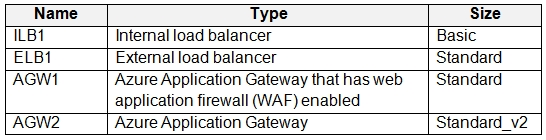 Name Type Size
ILB1 Internal load balancer Basic
ELB1 External load balancer Standard
AGW1 Azure Application Gateway that has web Standard
application firewall (WAF) enabled
AGW2 Azure Application Gateway Standard_v2